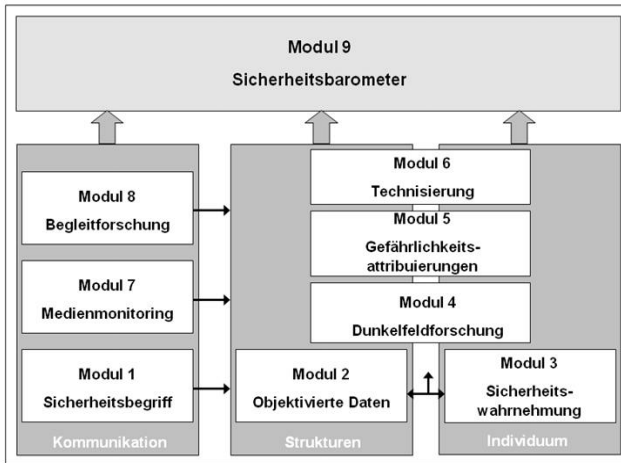 Modul 9
Sicherheitsbarometer
Modul 8
Begleitforschung
Modul 7
Medienmonitoring
Modul 1
Sicherheitsbegriff
Kommunikation
Modul 6
Technisierung
Modul 5
Gefährlichkeits-
attribuierungen
Modul 4
Dunkelfeldforschung
Modul 2
Objektivierte Daten
Strukturen
Modul 3
Sicherheits-
wahrnehmung
Individuum